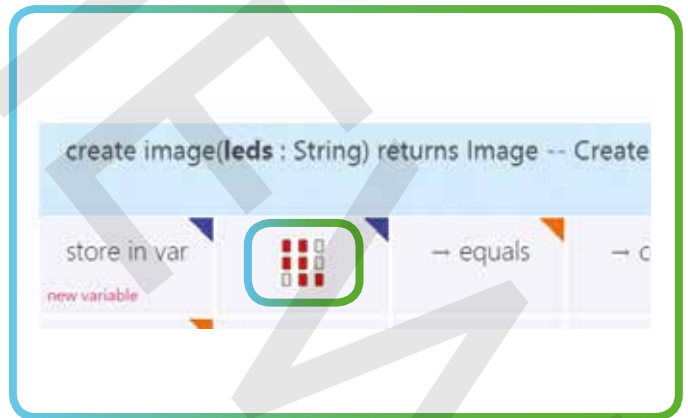 create image(leds : String) returns Image -- Create
store in var
new variable
→ equals
→ c